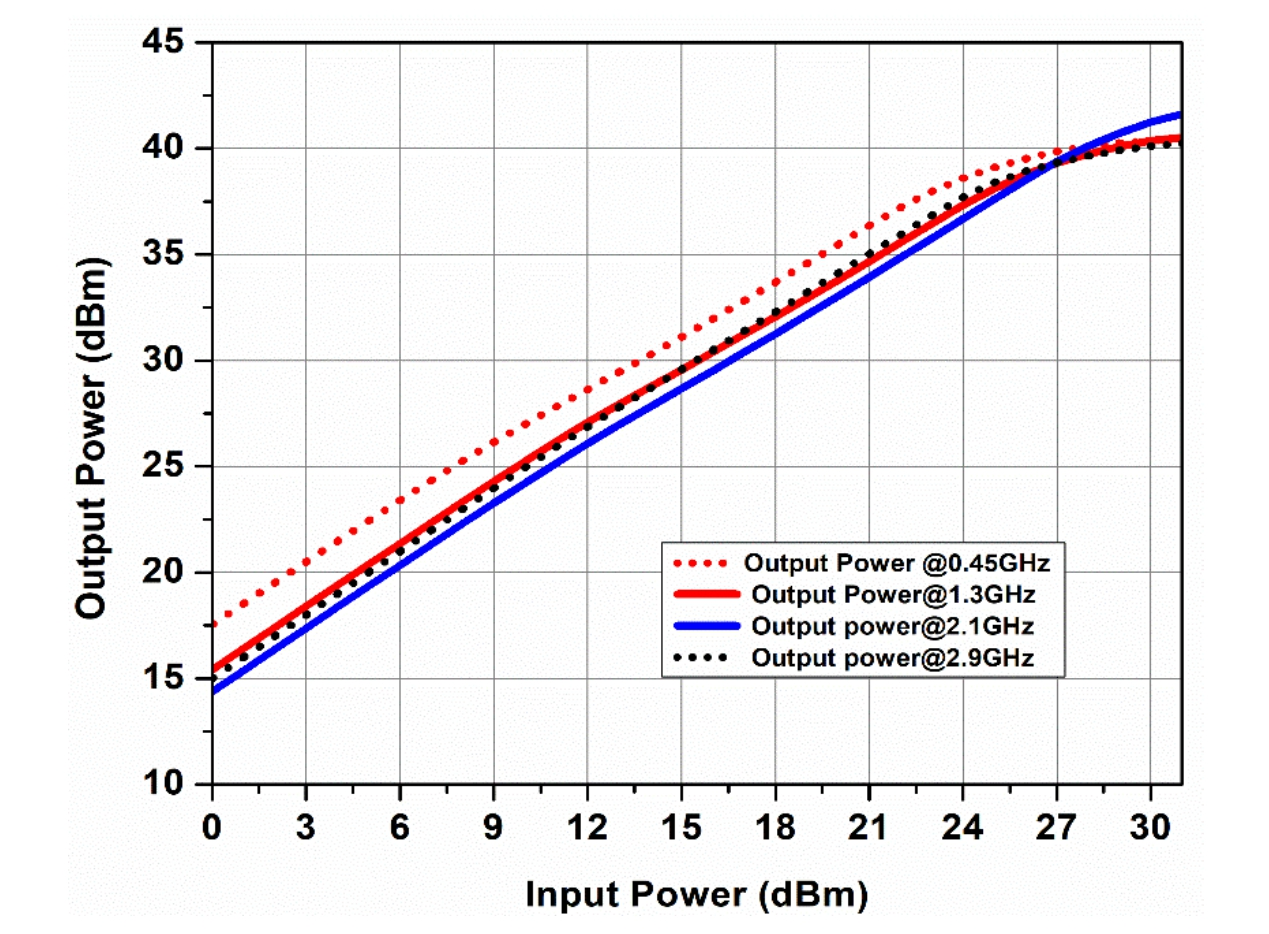 45
40
35
30
25
20
15
10
Output Power (dBm)
Output Power @0.45GHz
Output Power@1.3GHz
Output power@2.1GHz
Output power@2.9GHz
0 3 6 9 12 15 18 21 24 27 30
Input Power (dBm)